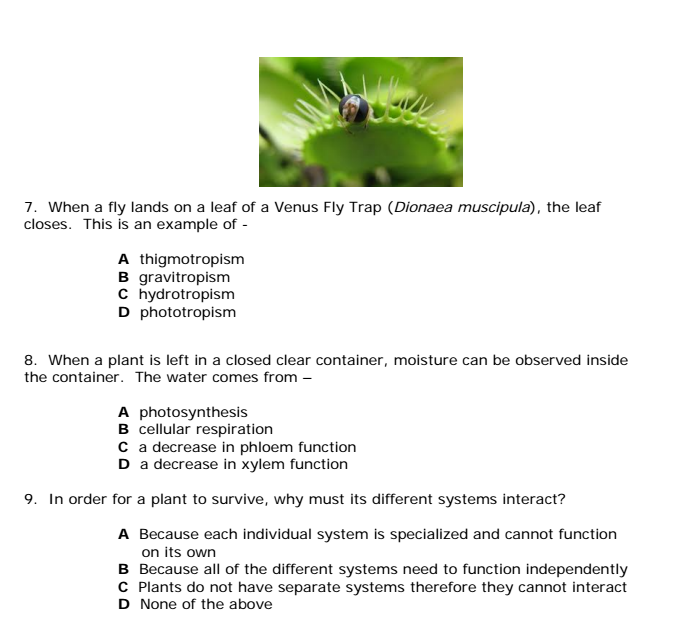 7. When a fly lands on a leaf of a Venus Fly Trap (Dionaea muscipula), the leaf
closes. This is an example of -
A thigmotropism
B gravitropism
C hydrotropism
D phototropism
8. When a plant is left in a closed clear container, moisture can be observed inside
the container. The water comes from –
A photosynthesis
B cellular respiration
C a decrease in phloem function
D a decrease in xylem function
9. In order for a plant to survive, why must its different systems interact?
A Because each individual system is specialized and cannot function
on its own
B Because all of the different systems need to function independently
C Plants do not have separate systems therefore they cannot interact
D None of the above